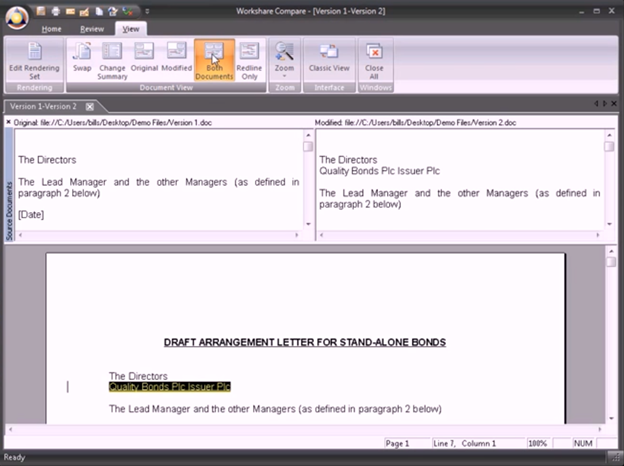 Workshare Compare - [Version 1-Version 2]
Home Review View
Edit Rendering Set
Swap
Change Summary
Original
Modified
Both Documents
Redline Only
Zoom
Classic View
Close All
Rendering Document View Zoom Interface Windows
Version 1-Version 2
Original: file://C:/Users/bills/Desktop/Demo Files/Version 1.doc
Modified: file://C:/Users/bills/Desktop/Demo Files/Version 2.doc
Source Documents
The Directors
The Lead Manager and the other Managers (as defined in
paragraph 2 below)
[Date]
The Directors
Quality Bonds Plc Issuer Plc
The Lead Manager and the other Managers (as defined in
paragraph 2 below)
DRAFT ARRANGEMENT LETTER FOR STAND-ALONE BONDS
The Directors
Quality Bonds Plc Issuer Plc
The Lead Manager and the other Managers (as defined in paragraph 2 below)
Page 1 Line 7, Column 1 100% NUM
Ready